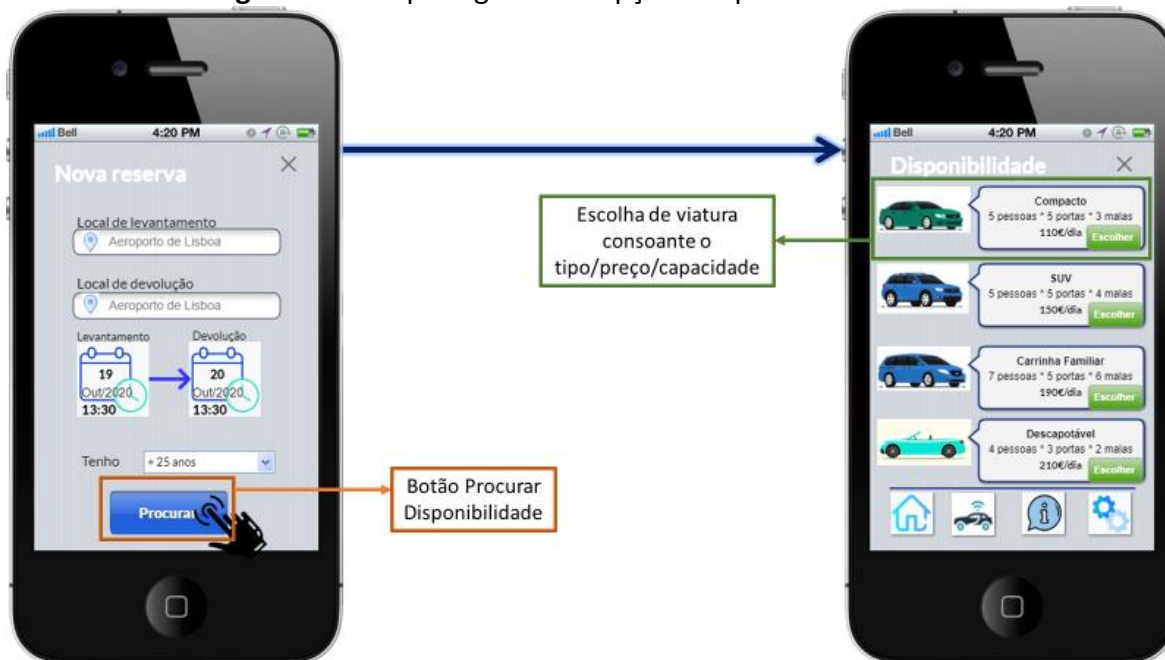 Bell 4:20 PM
Nova reserva
Local de levantamento
Aeroporto de Lisboa
Local de devolução
Aeroporto de Lisboa
Levantamento Devolução
19 20
Out/2020 Out/2020
13:30 13:30
Tenho + 25 anos
Procurar
Botão Procurar
Disponibilidade
Escolha de viatura
consoante o
tipo/preço/capacidade
Bell 4:20 PM
Disponibilidade
Compacto
5 pessoas * 5 portas * 3 malas
110€/dia Escolher
SUV
5 pessoas * 5 portas * 4 malas
150€/dia Escolher
Carrinha Familiar
7 pessoas * 5 portas * 6 malas
190€/dia Escolher
Descapotável
4 pessoas * 3 portas * 2 malas
210€/dia Escolher